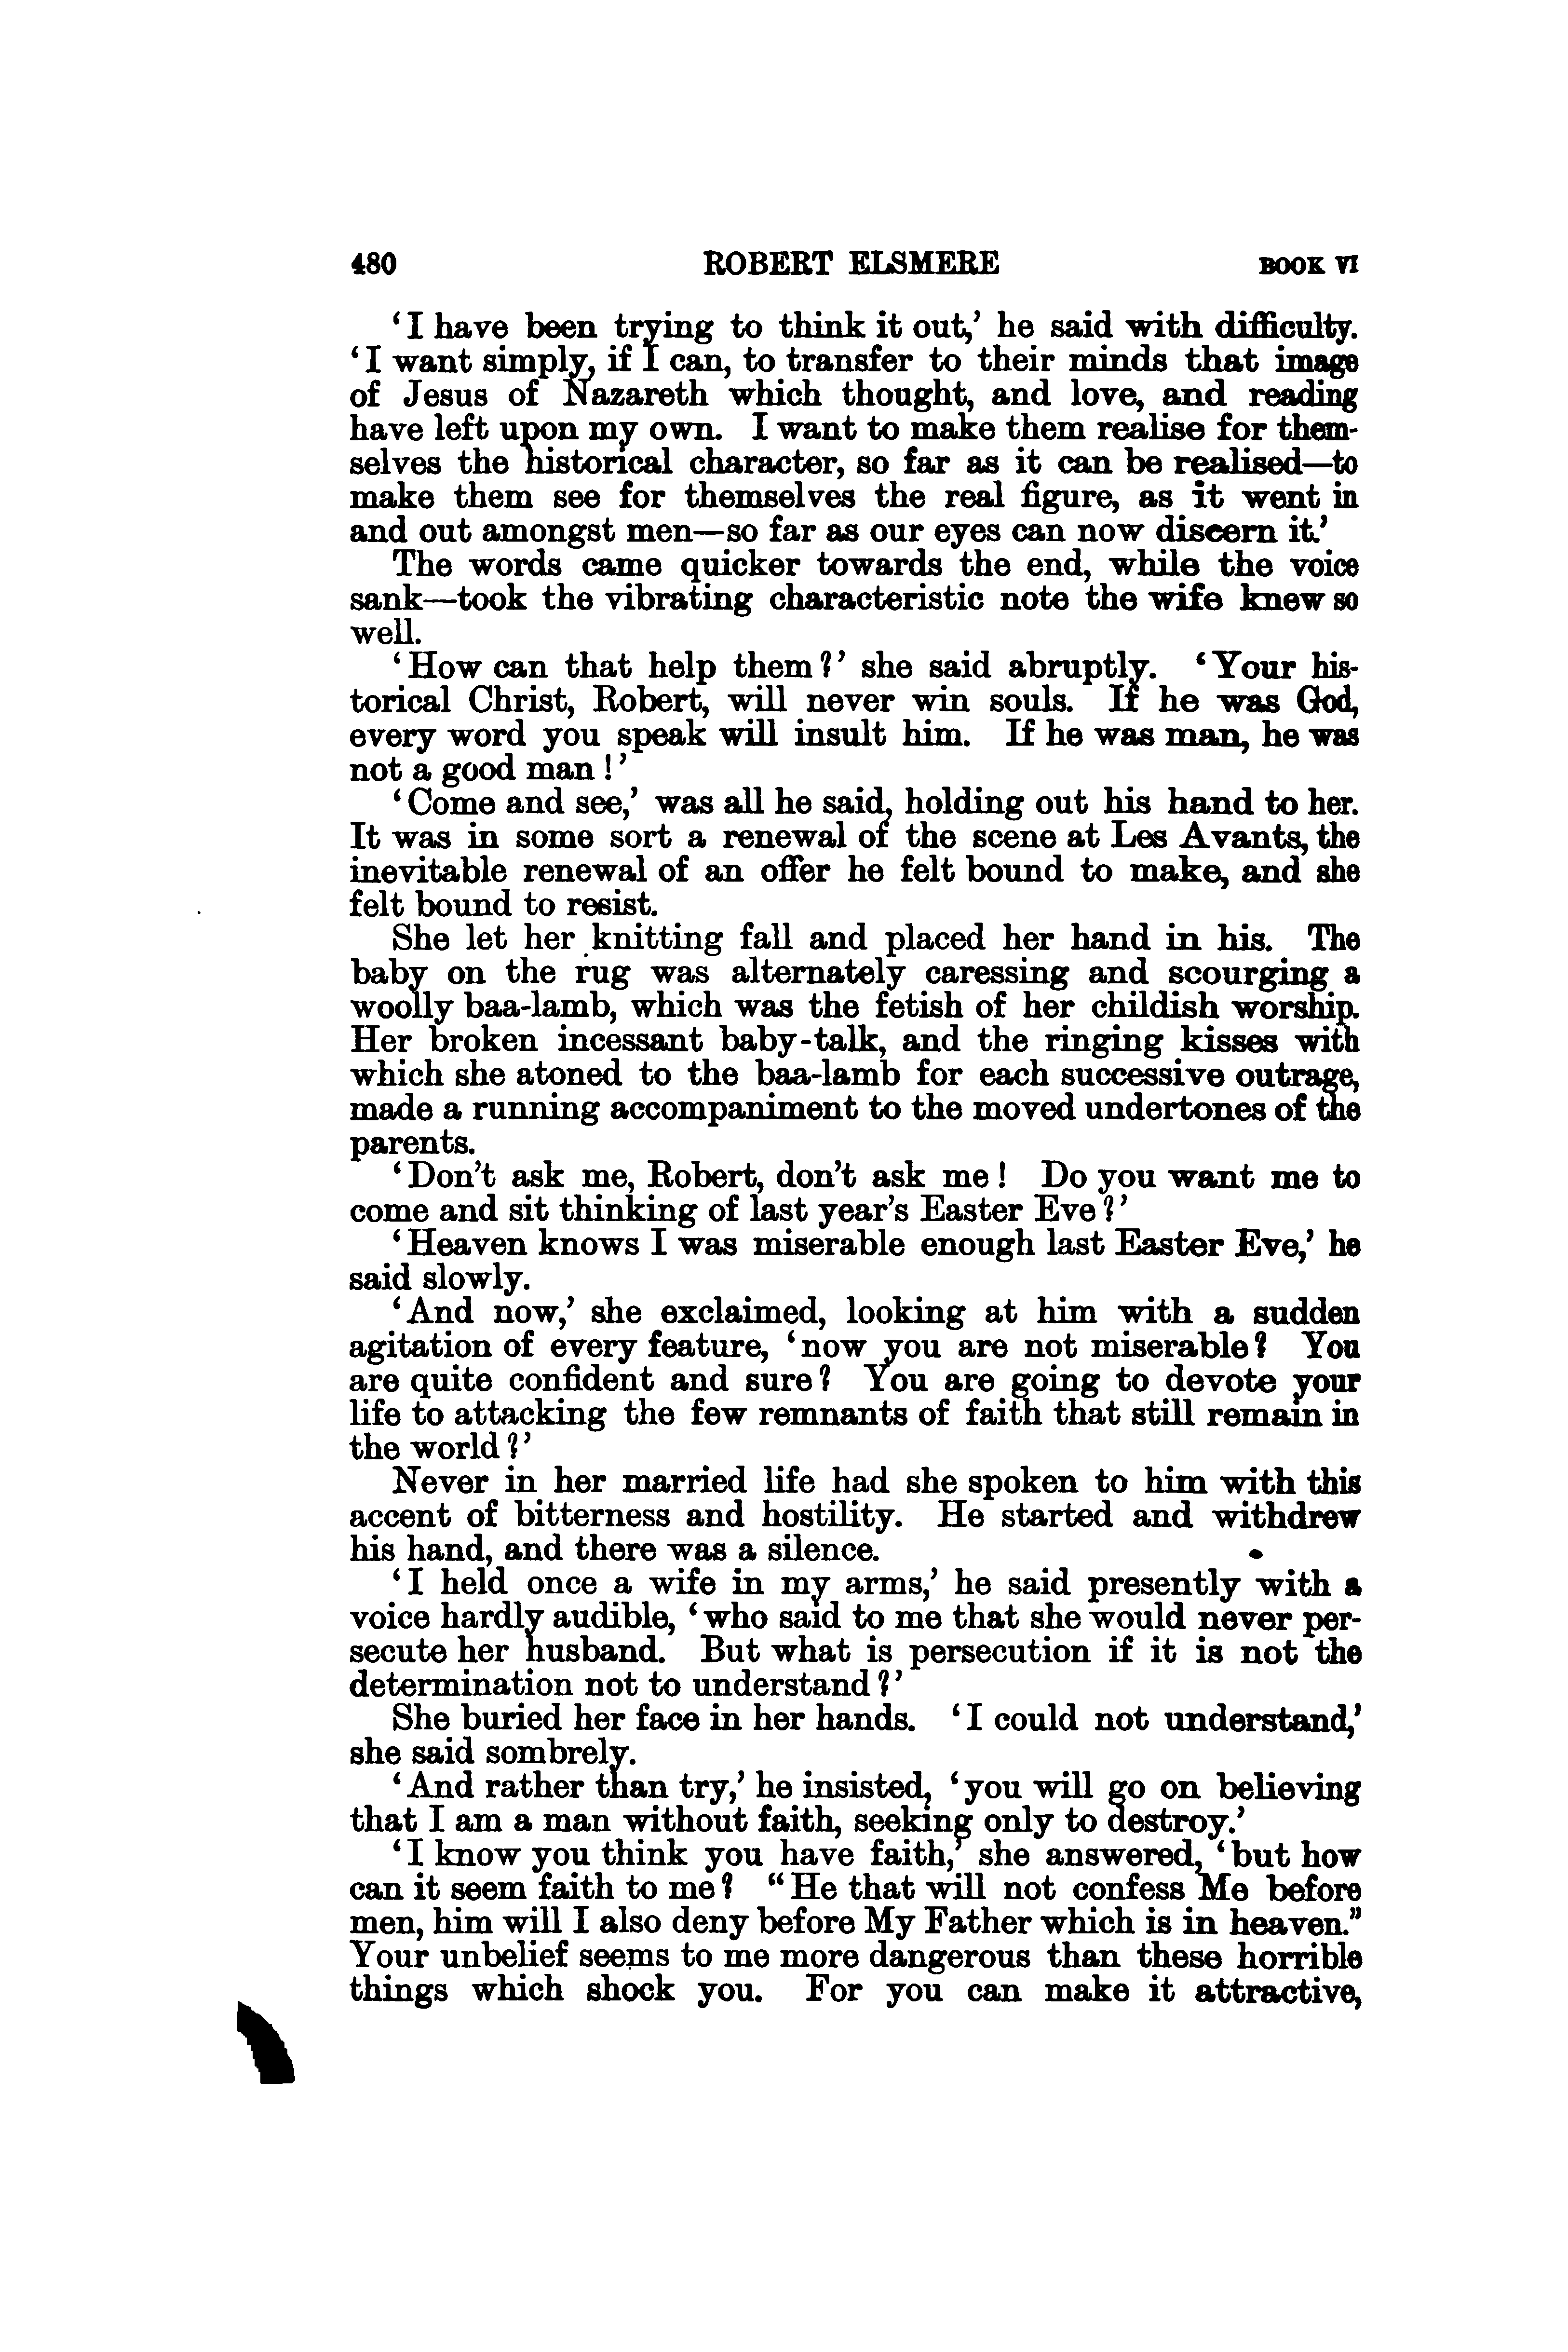 480 ROBERT ELSMERE BOOK VI
‘I have been trying to think it out,’ he said with difficulty.
‘I want simply, if I can, to transfer to their minds that image
of Jesus of Nazareth which thought, and love, and reading
have left upon my own. I want to make them realise for them-
selves the historical character, so far as it can be realised—to
make them see for themselves the real figure, as it went in
and out amongst men—so far as our eyes can now discern it.’
The words came quicker towards the end, while the voice
sank—took the vibrating characteristic note the wife knew so
well.
‘How can that help them?’ she said abruptly. ‘Your his-
torical Christ, Robert, will never win souls. If he was God,
every word you speak will insult him. If he was man, he was
not a good man!’
‘Come and see,’ was all he said, holding out his hand to her.
It was in some sort a renewal of the scene at Les Avants, the
inevitable renewal of an offer he felt bound to make, and she
felt bound to resist.
She let her knitting fall and placed her hand in his. The
baby on the rug was alternately caressing and scourging a
woolly baa-lamb, which was the fetish of her childish worship.
Her broken incessant baby-talk, and the ringing kisses with
which she atoned to the baa-lamb for each successive outrage,
made a running accompaniment to the moved undertones of the
parents.
‘Don't ask me, Robert, don't ask me! Do you want me to
come and sit thinking of last year's Easter Eve?’
‘Heaven knows I was miserable enough last Easter Eve,’ he
said slowly.
‘And now,’ she exclaimed, looking at him with a sudden
agitation of every feature, ‘now you are not miserable? You
are quite confident and sure? You are going to devote your
life to attacking the few remnants of faith that still remain in
the world?’
Never in her married life had she spoken to him with this
accent of bitterness and hostility. He started and withdrew
his hand, and there was a silence.
‘I held once a wife in my arms,’ he said presently with a
voice hardly audible, ‘who said to me that she would never per-
secute her husband. But what is persecution if it is not the
determination not to understand?’
She buried her face in her hands. ‘I could not understand,’
she said sombrely.
‘And rather than try,’ he insisted, ‘you will go on believing
that I am a man without faith, seeking only to destroy.’
‘I know you think you have faith,’ she answered, ‘but how
can it seem faith to me? “He that will not confess Me before
men, him will I also deny before My Father which is in heaven.”
Your unbelief seems to me more dangerous than these horrible
things which shock you. For you can make it attractive,